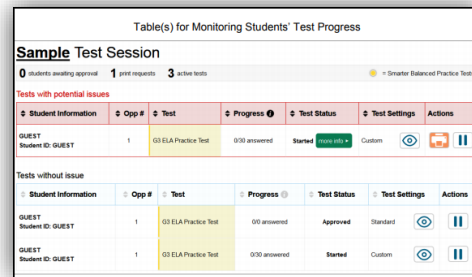 Table(s) for Monitoring Students' Test Progress
Sample Test Session
0 students awaiting approval 1 print requests 3 active tests = Smarter Balanced Practice Tests
Tests with potential issues
Student Information Opp # Test Progress Test Status Test Settings Actions
GUEST
Student ID: GUEST 1 G3 ELA Practice Test 0/30 answered Started more info Custom
Tests without issue
Student Information Opp # Test Progress Test Status Test Settings Actions
GUEST
Student ID: GUEST 1 G3 ELA Practice Test 0/0 answered Approved Standard
GUEST
Student ID: GUEST 1 G3 ELA Practice Test 0/30 answered Started Custom